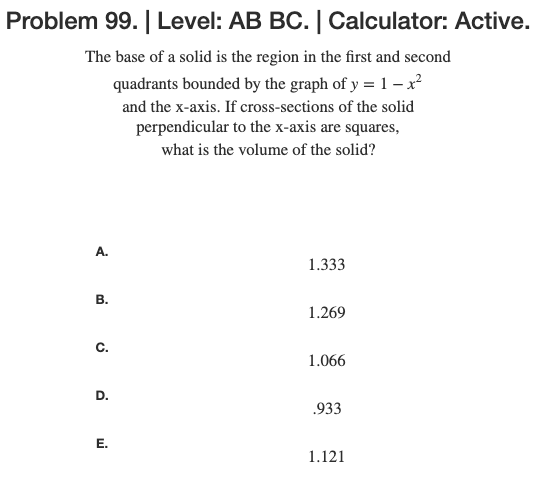 Problem 99. | Level: AB BC. | Calculator: Active.
The base of a solid is the region in the first and second
quadrants bounded by the graph of y = 1 − x²
and the x-axis. If cross-sections of the solid
perpendicular to the x-axis are squares,
what is the volume of the solid?
A.
1.333
B.
1.269
C.
1.066
D.
.933
E.
1.121